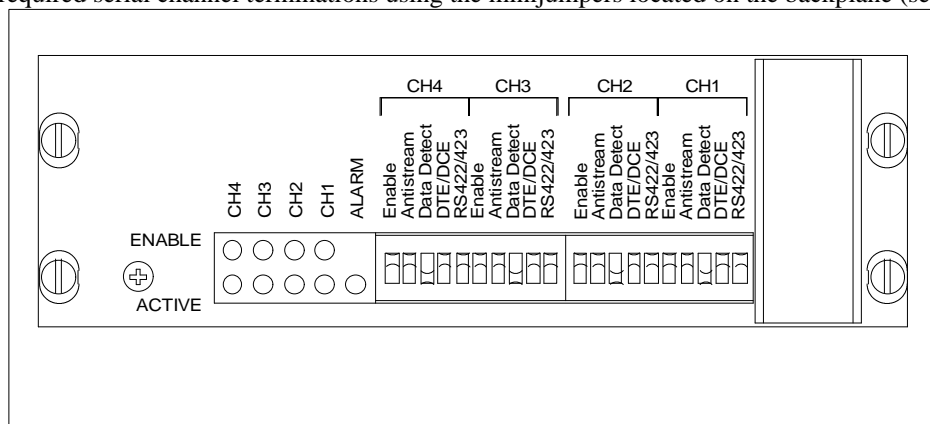 required serial channel terminations using the minijumpers located on the backplane (se
CH4 CH3 CH2 CH1
CH4
CH3
CH2
CH1
ALARM
Enable
Antistream
Data Detect
DTE/DCE
RS422/423
Enable
Antistream
Data Detect
DTE/DCE
RS422/423
Enable
Antistream
Data Detect
DTE/DCE
RS422/423
Enable
Antistream
Data Detect
DTE/DCE
RS422/423
ENABLE
ACTIVE